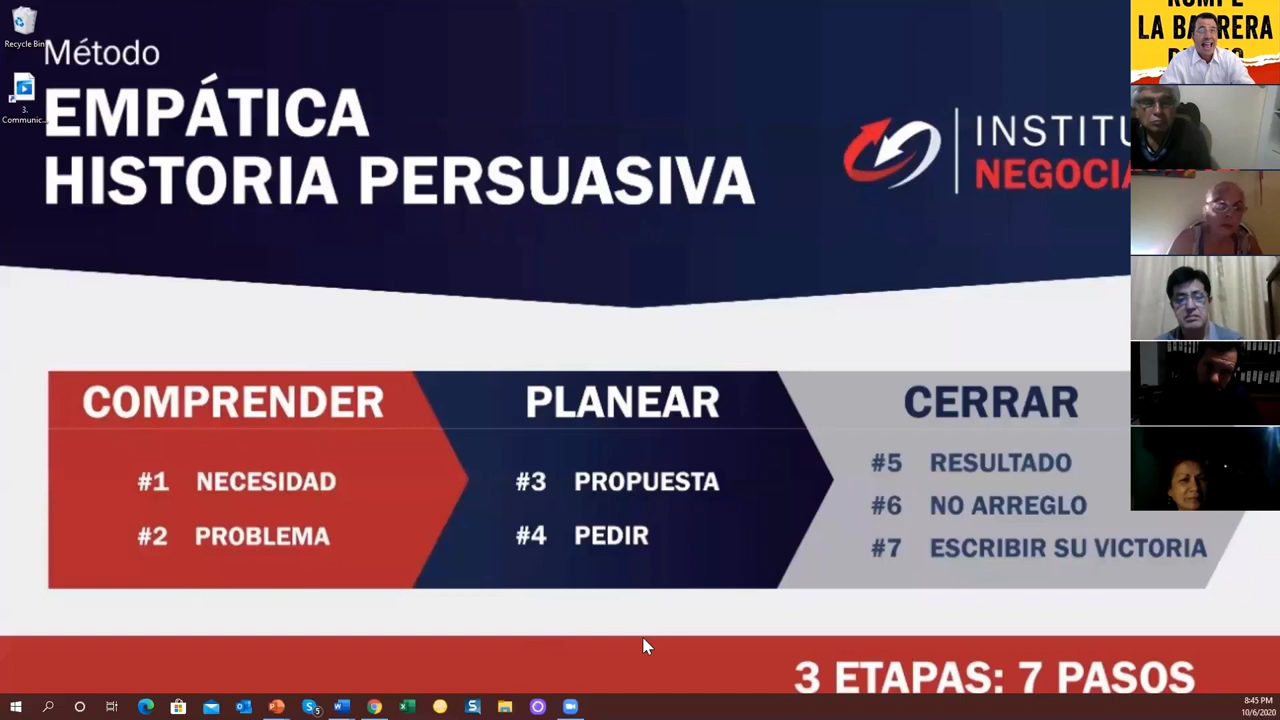 Recycle Bin
3.
Communic...
Método
EMPÁTICA
HISTORIA PERSUASIVA
INSTITU
NEGOCIA
LA BARRERA
COMPRENDER
#1 NECESIDAD
#2 PROBLEMA
PLANEAR
#3 PROPUESTA
#4 PEDIR
CERRAR
#5 RESULTADO
#6 NO ARREGLO
#7 ESCRIBIR SU VICTORIA
3 ETAPAS: 7 PASOS
8:45 PM
10/6/2020